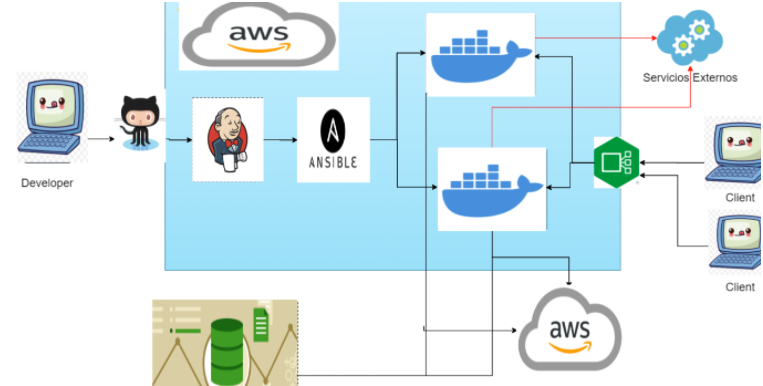 aws
Servicios Externos
ANSIBLE
Developer
Client
Client
aws